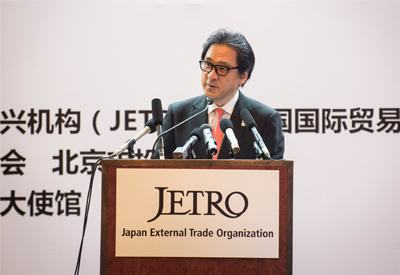 兴机构（JET 国国际贸易
会 北京
大使馆
JETRO
Japan External Trade Organization